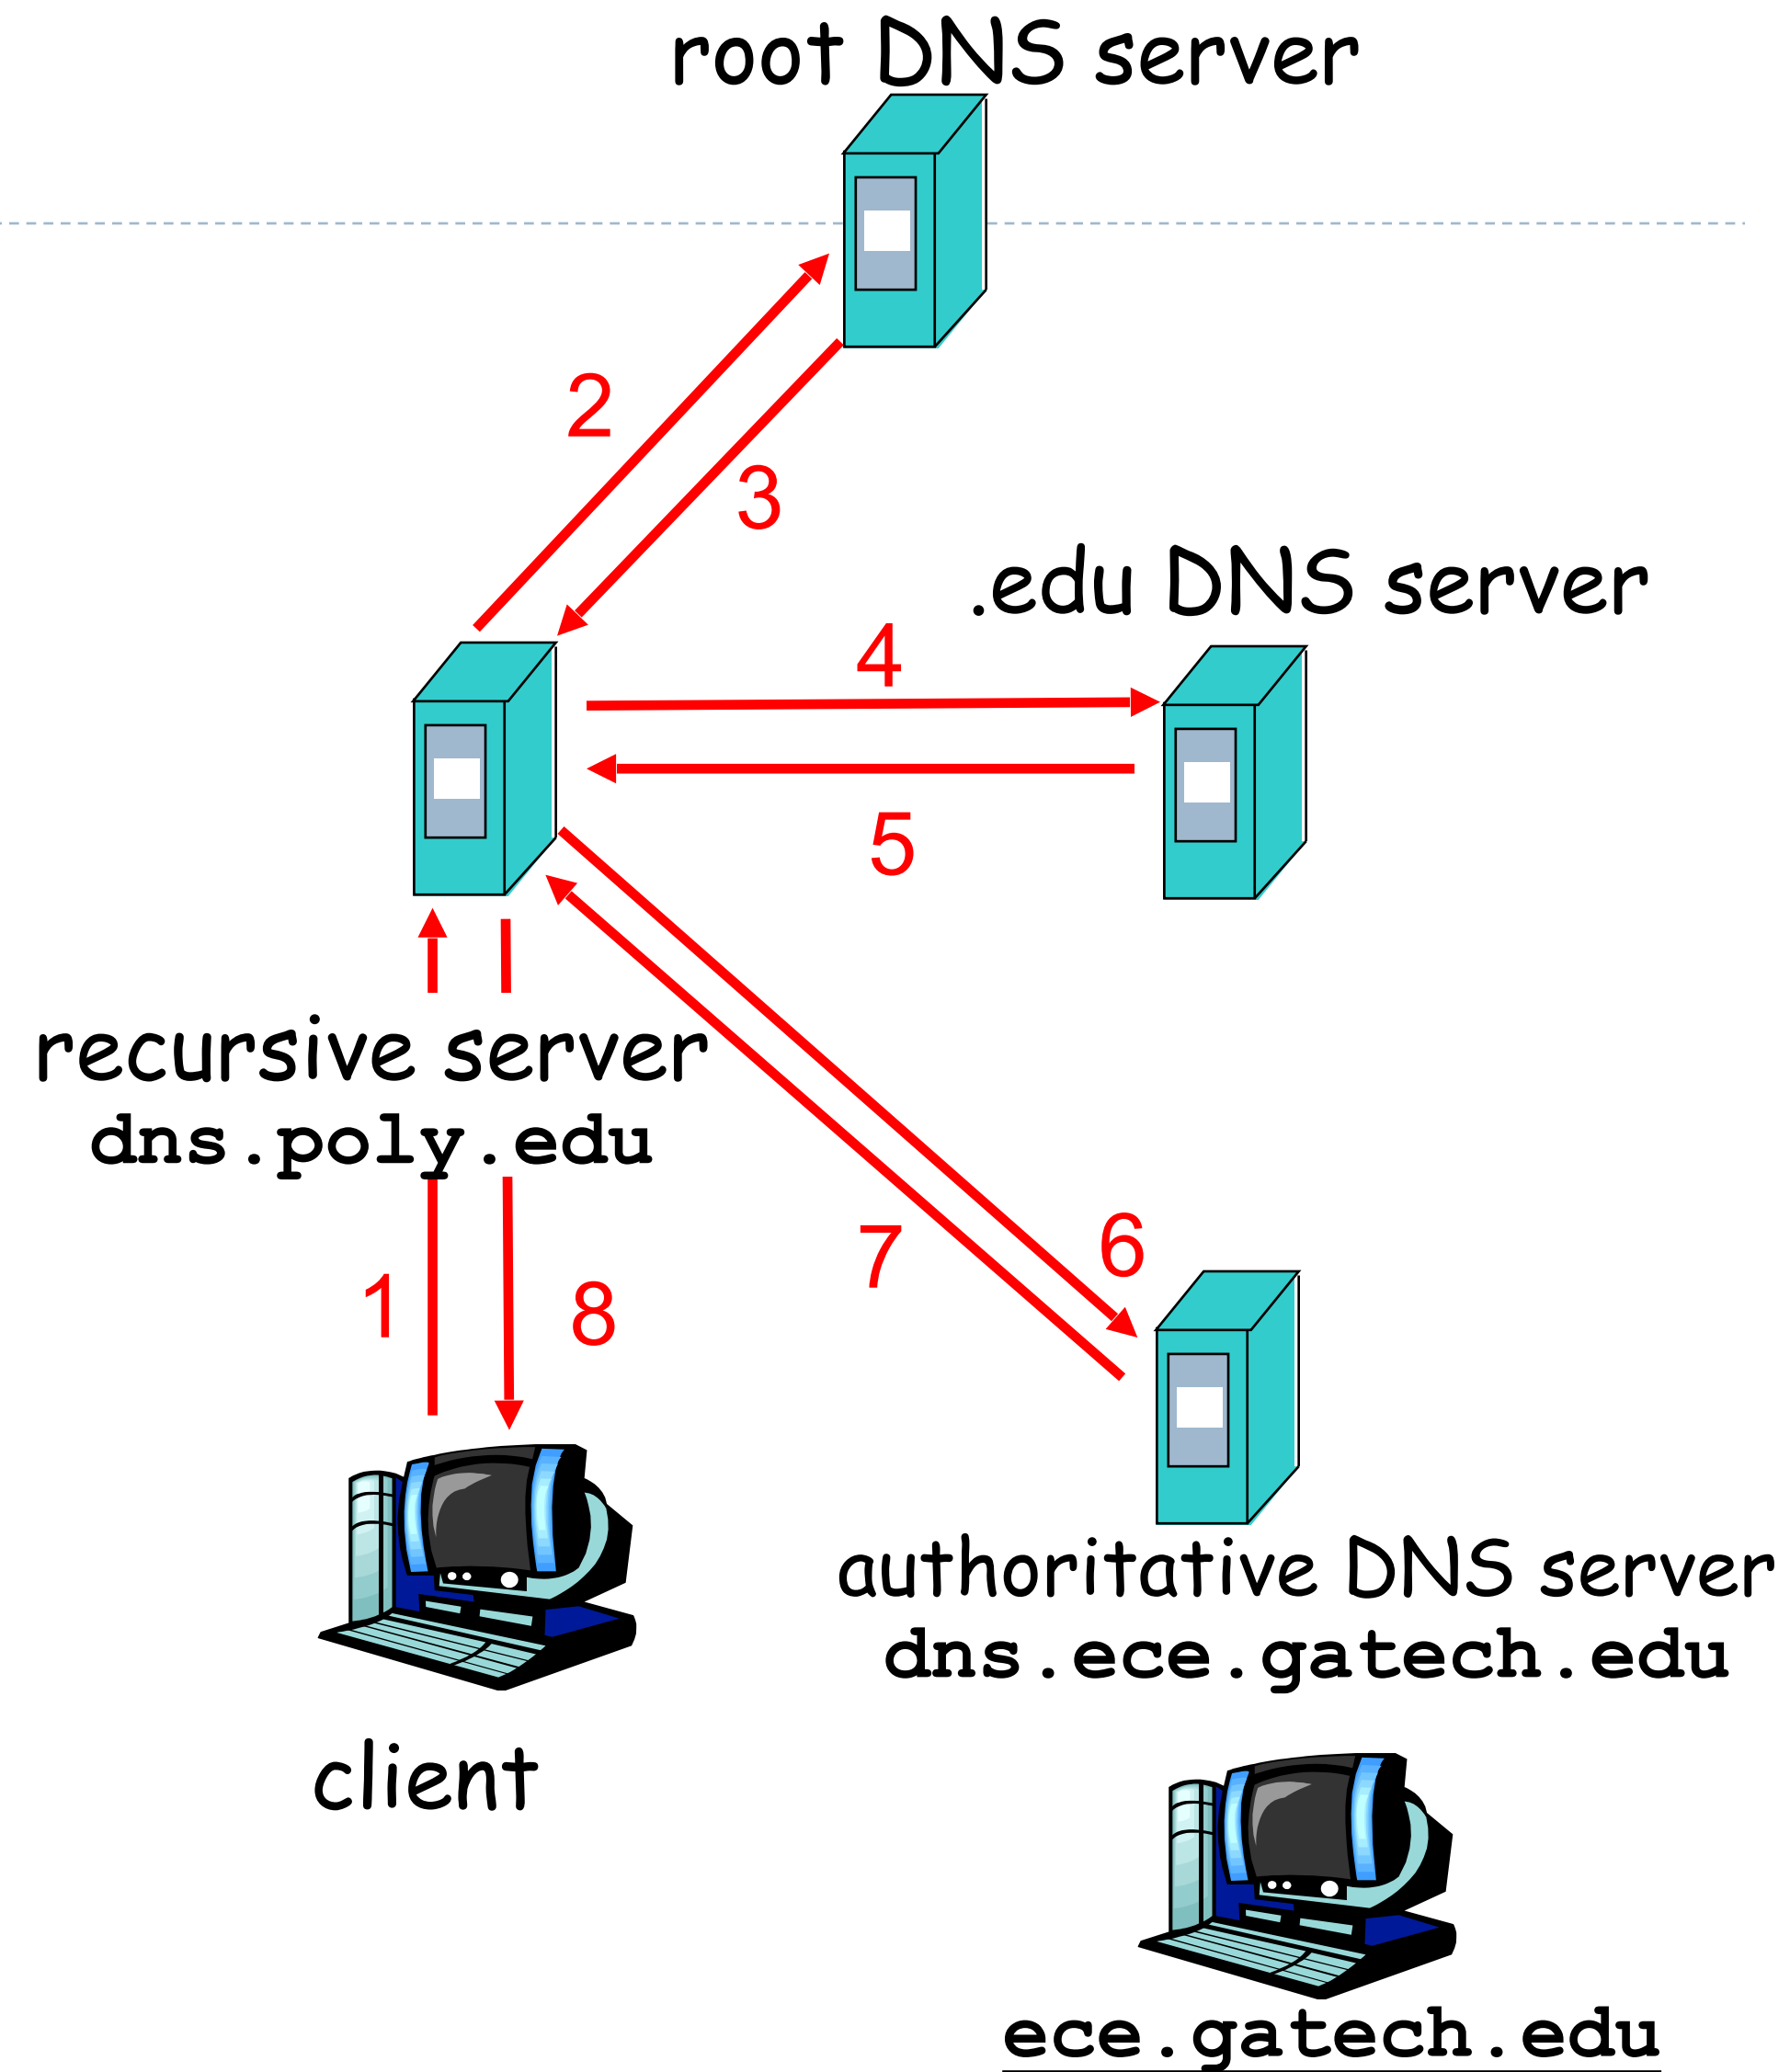 root DNS server
2
3
.edu DNS server
4
5
recursive server
dns.poly.edu
1
8
7
6
authoritative DNS server
dns.ece.gatech.edu
client
ece.gatech.edu